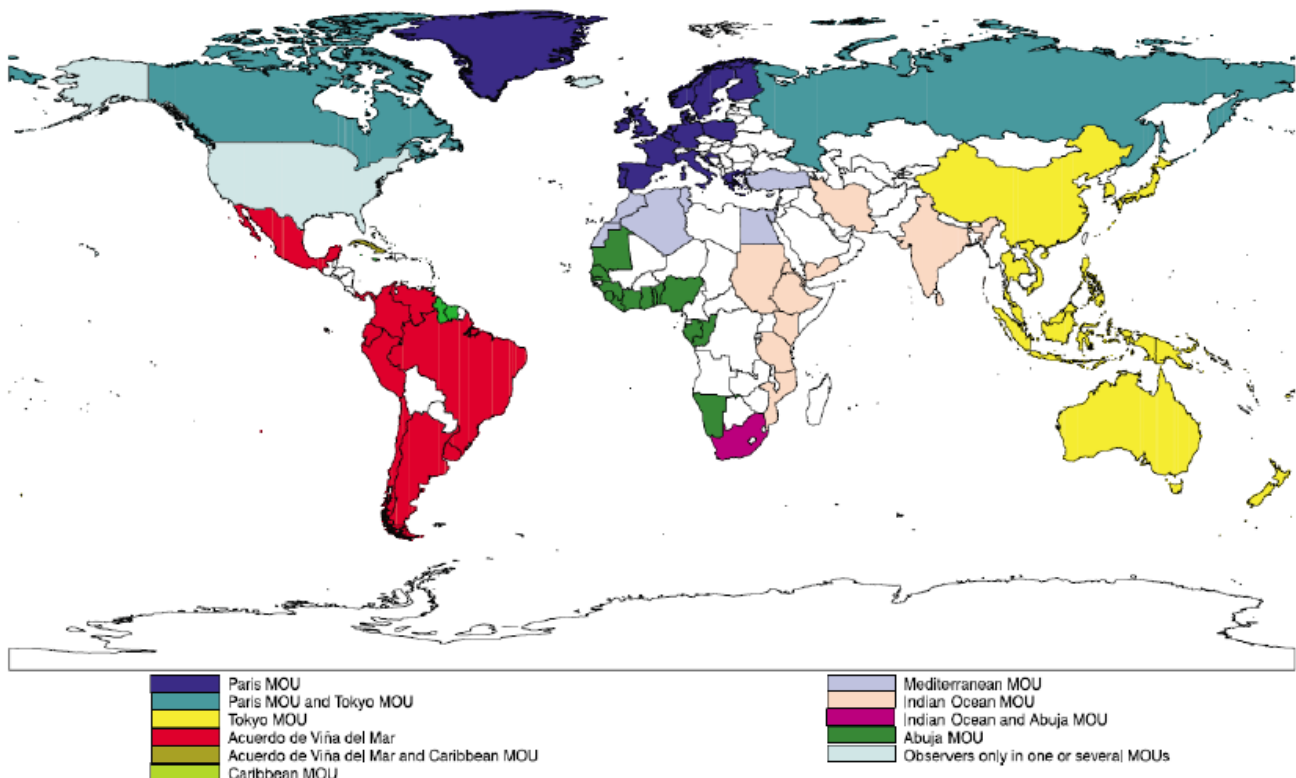 Paris MOU
Paris MOU and Tokyo MOU
Tokyo MOU
Acuerdo de Viña del Mar
Acuerdo de Viña del Mar and Caribbean MOU
Caribbean MOU
Mediterranean MOU
Indian Ocean MOU
Indian Ocean and Abuja MOU
Abuja MOU
Observers only in one or several MOUs